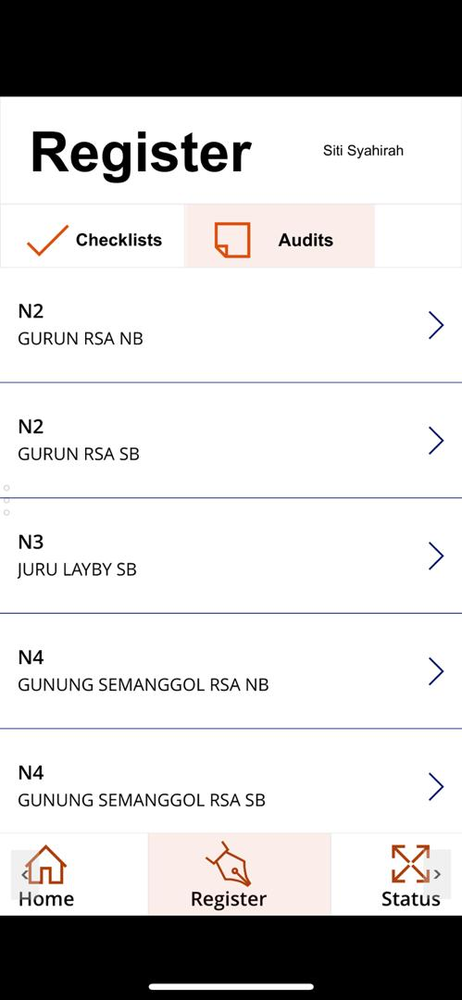 Register
Siti Syahirah
Checklists
Audits
N2
GURUN RSA NB
N2
GURUN RSA SB
N3
JURU LAYBY SB
N4
GUNUNG SEMANGGOL RSA NB
N4
GUNUNG SEMANGGOL RSA SB
Home
Register
Status